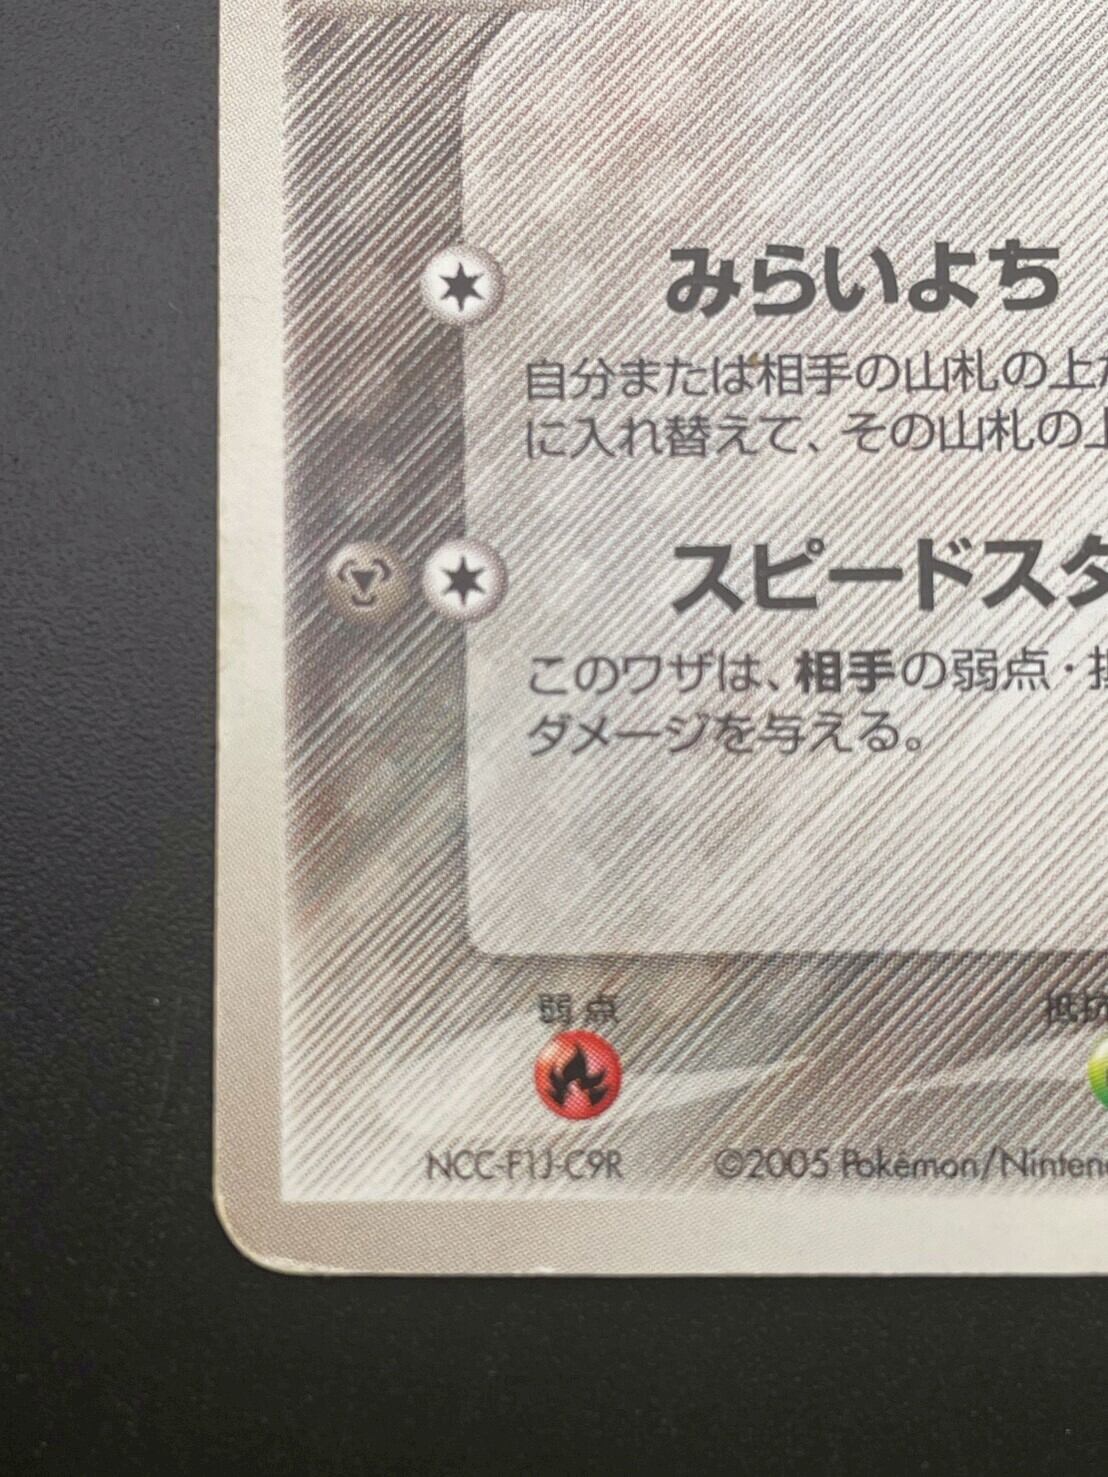 みらいよち
自分または相手の山札の上
に入れ替えて、その山札の上
スピードスタ
このワザは、相手の弱点・
ダメージを与える。
弱点
抵抗
NCC-F1J-C9R
©2005 Pokémon/Ninten